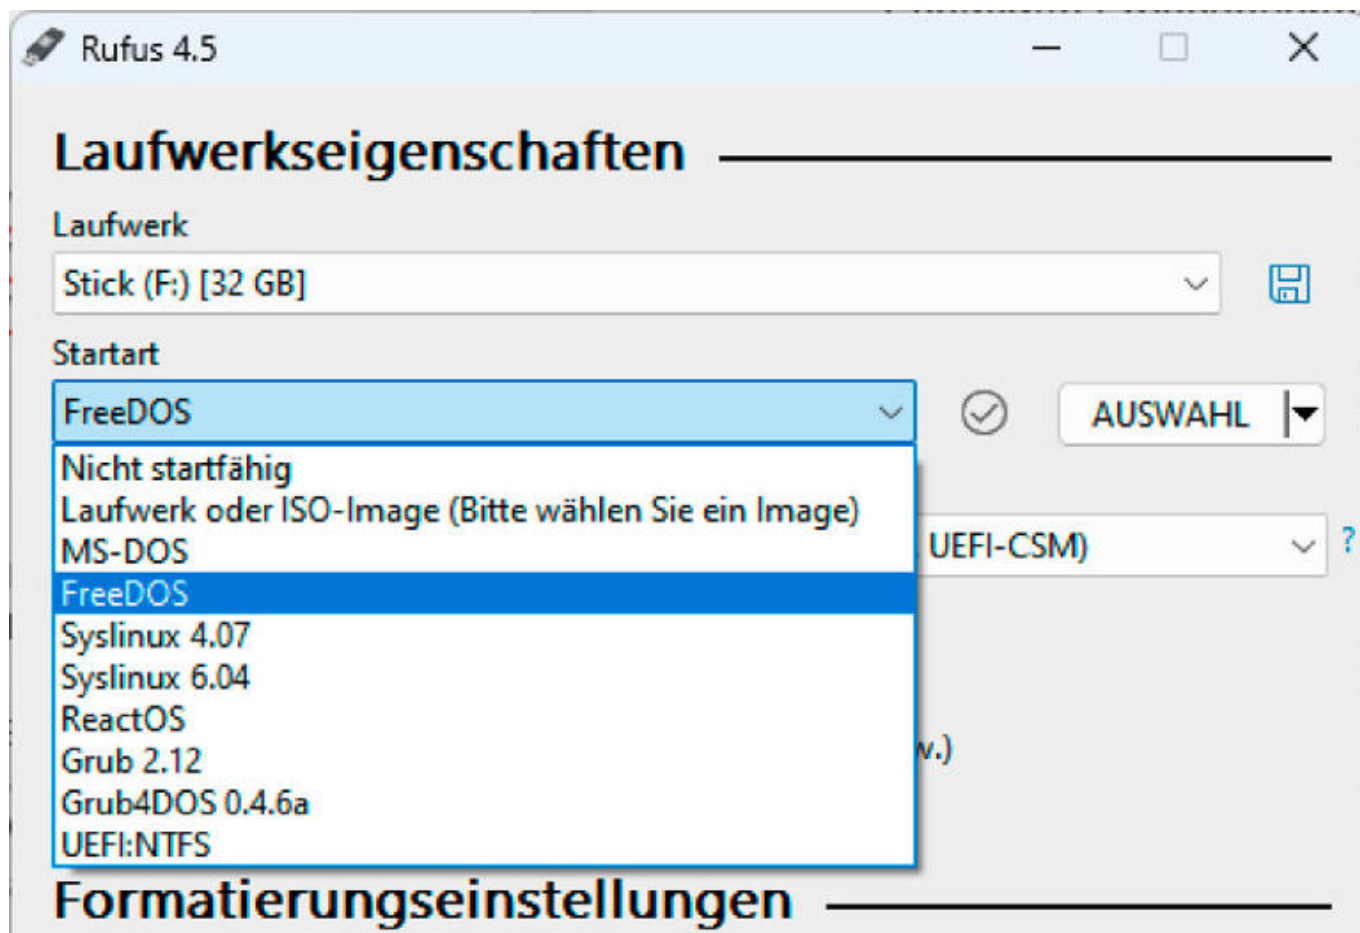 Rufus 4.5
Laufwerkseigenschaften
Laufwerk
Stick (F:) [32 GB]
Startart
FreeDOS
AUSWAHL
Nicht startfähig
Laufwerk oder ISO-Image (Bitte wählen Sie ein Image)
MS-DOS
UEFI-CSM)
?
FreeDOS
Syslinux 4.07
Syslinux 6.04
ReactOS
Grub 2.12
w.)
Grub4DOS 0.4.6a
UEFI:NTFS
Formatierungseinstellungen